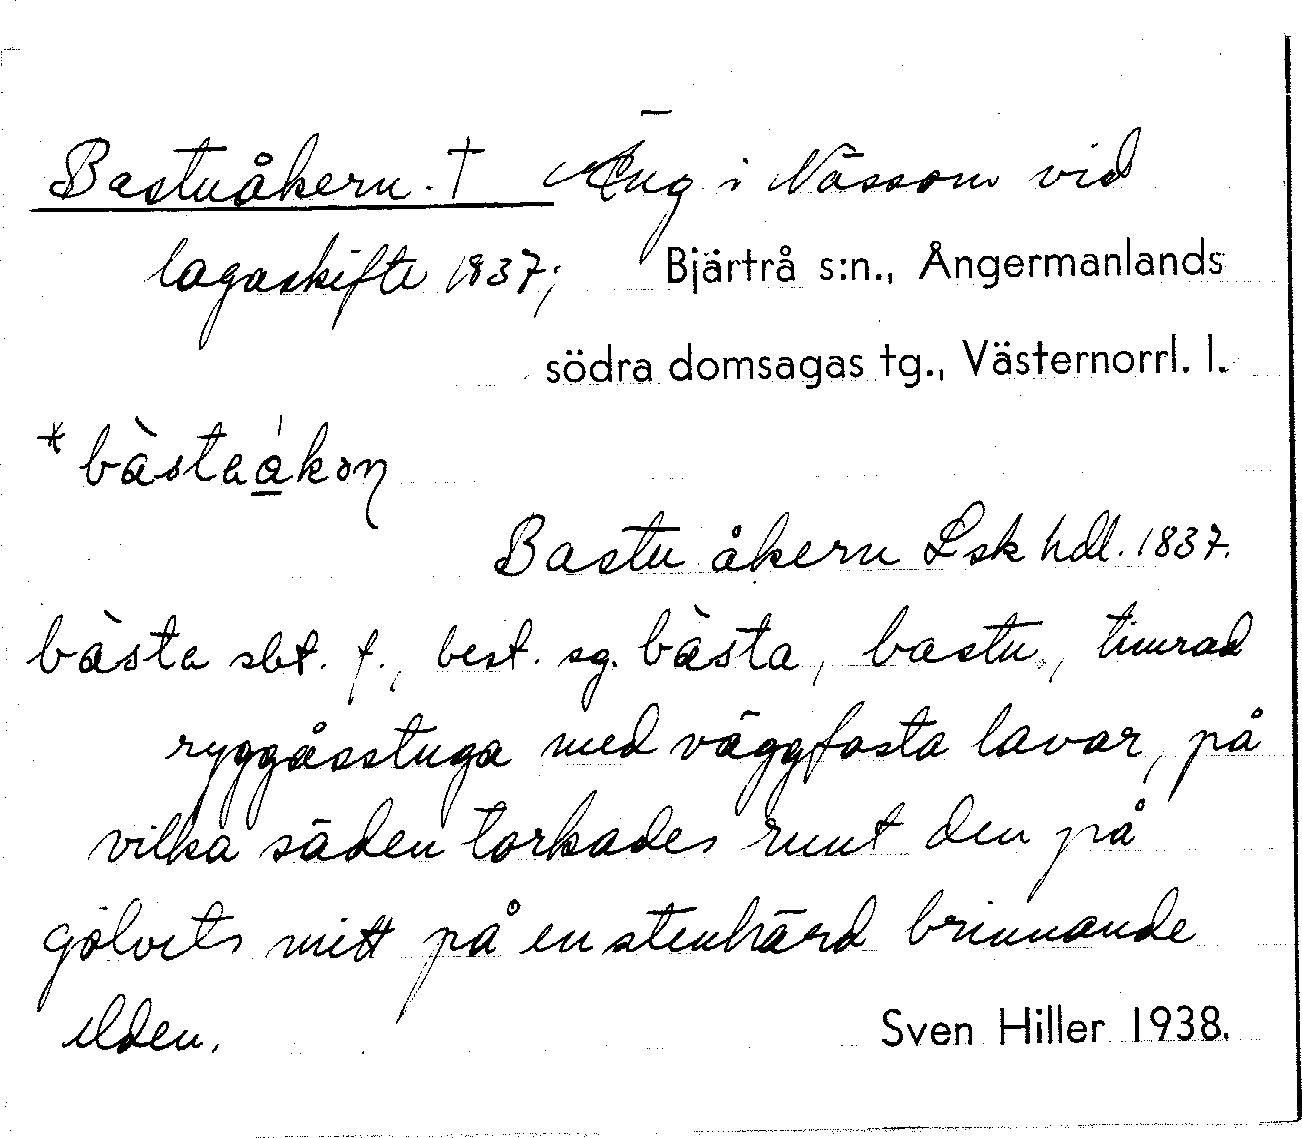 Bastuåkern. † Äng i Nässom vid
lagaskifte 1837; Bjärtrå s:n., Ångermanlands
södra domsagas tg., Västernorrl. l.
* bàstaákəɳ
Bastu åkern Lsk hdl. 1837.
bàsta sbt. f., best. sg. bàsta, bastu, timrad
ryggåsstuga med väggfasta lavar, på
vilka säden torkades runt den på
golvets mitt på en stenhärd brinnande
elden.
Sven Hiller 1938.